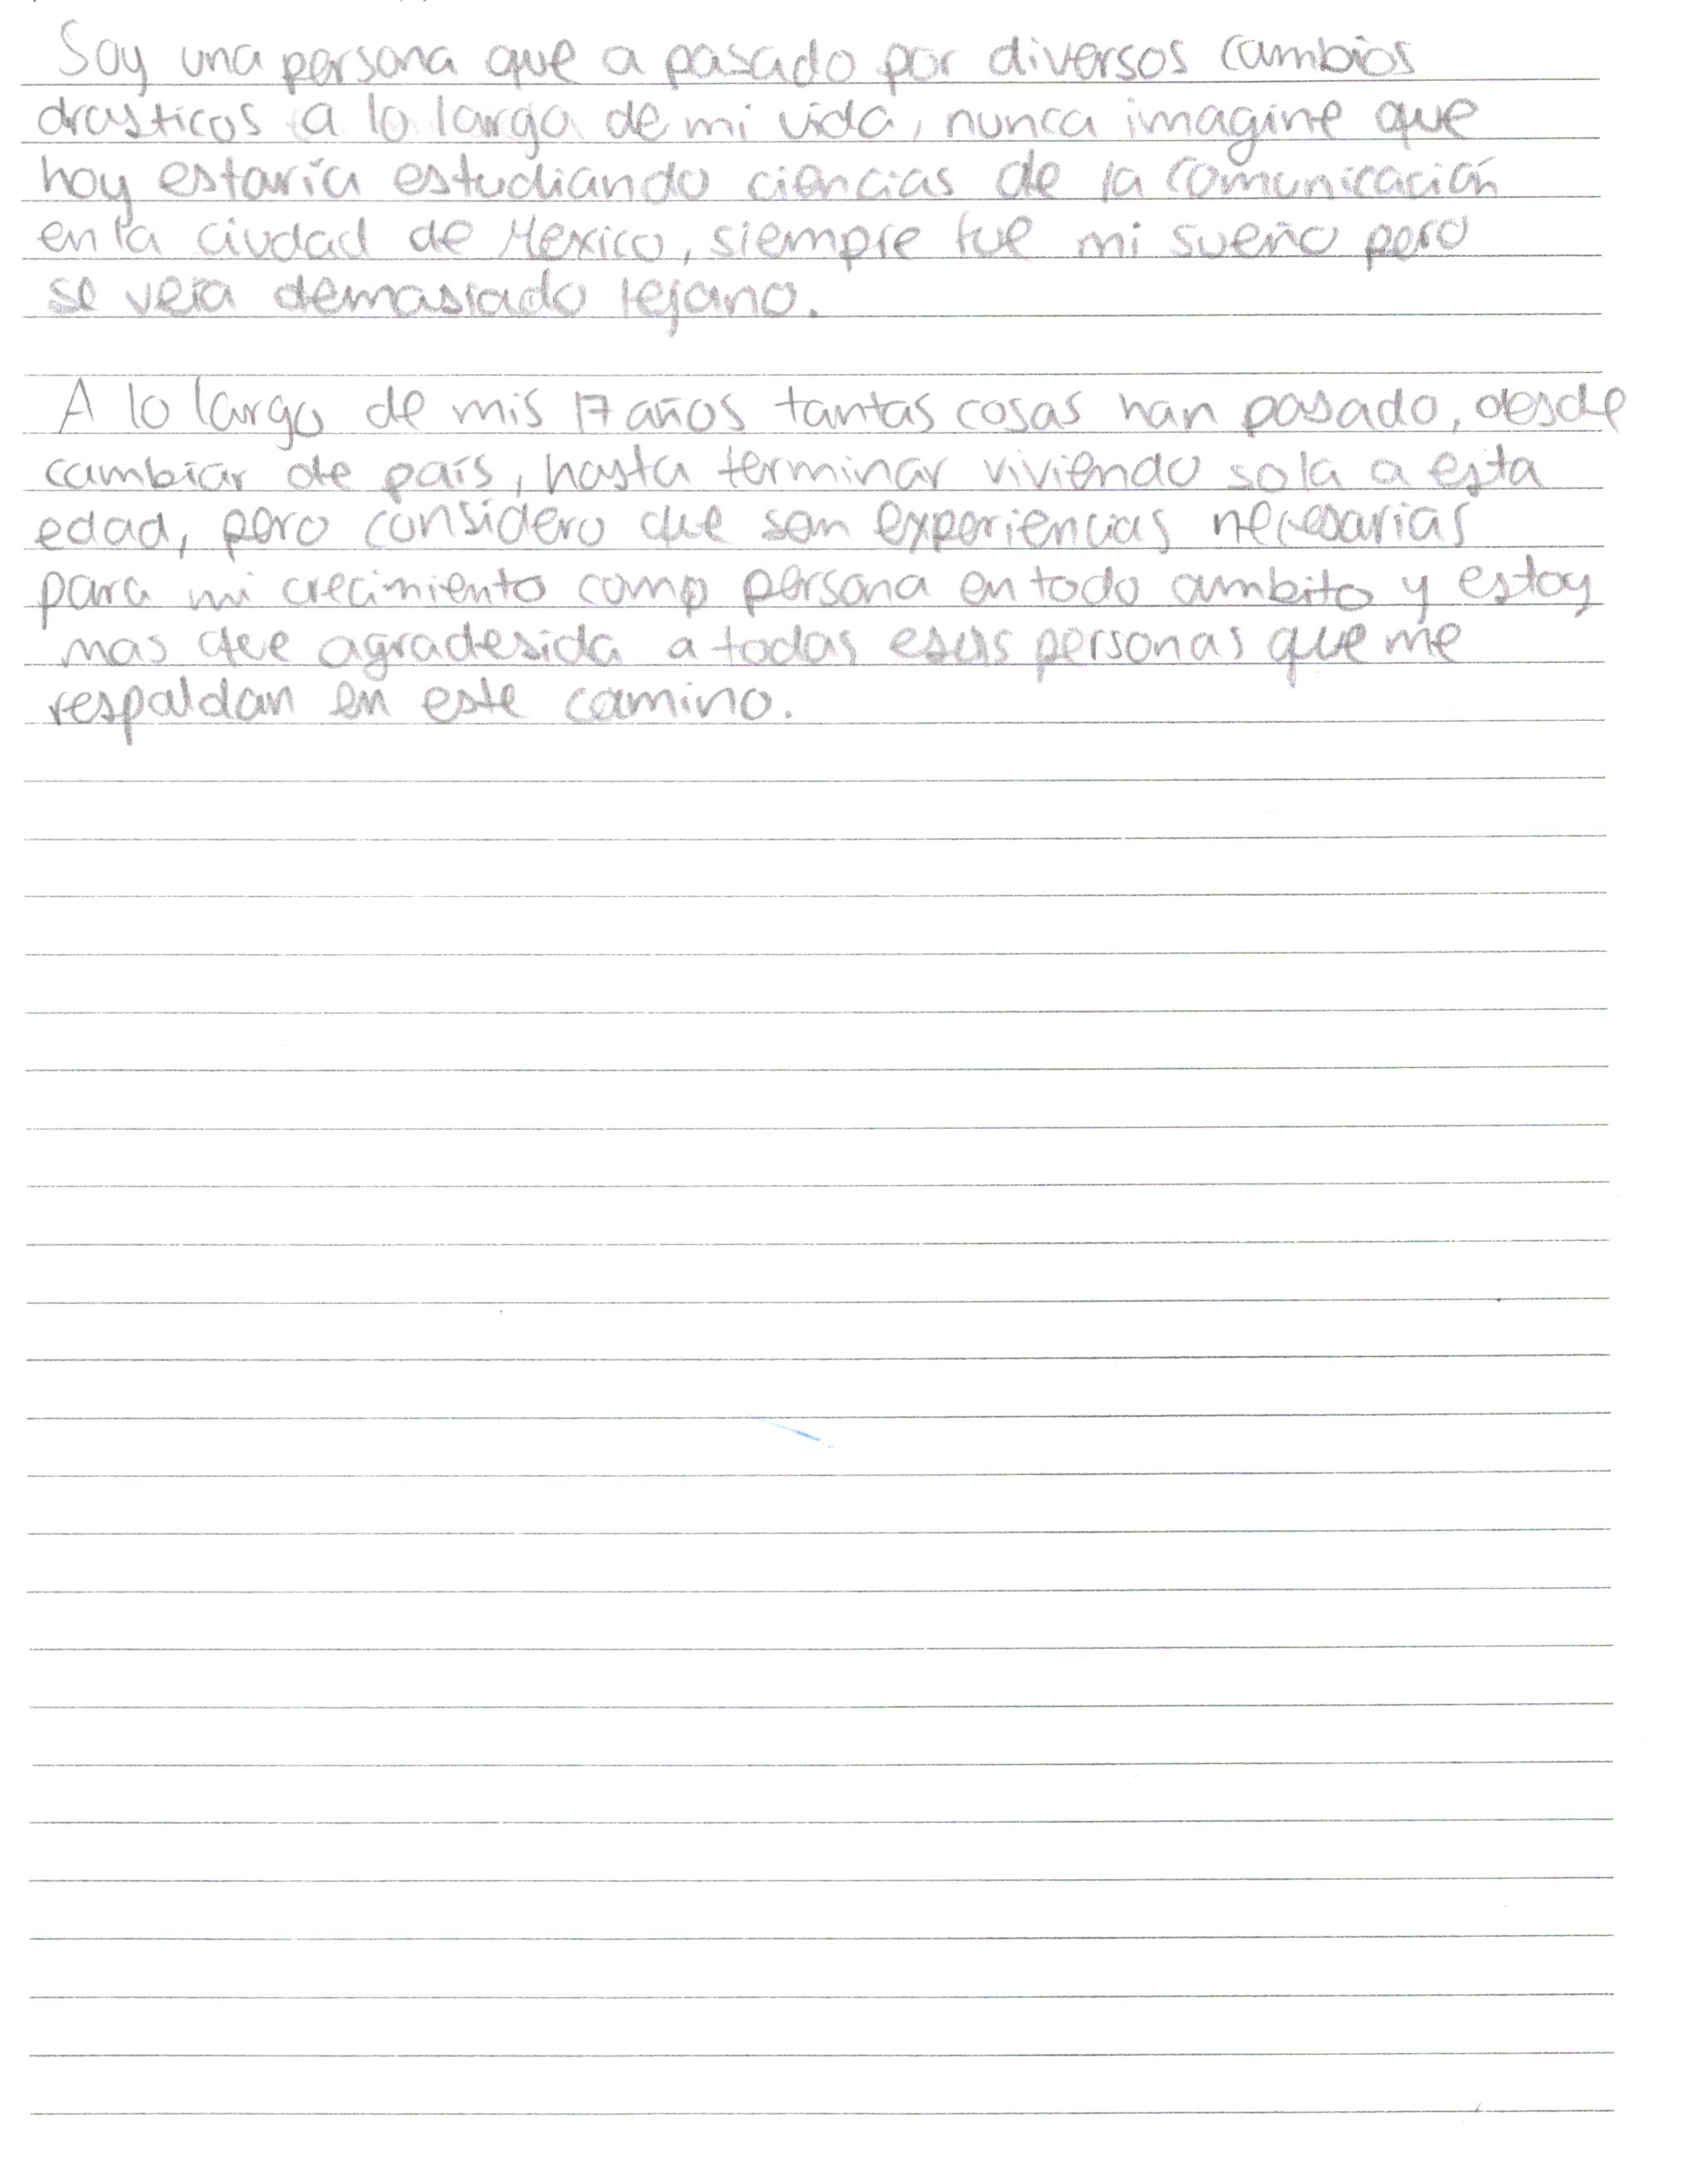 Soy una persona que a pasado por diversos cambios
drasticos a lo largo de mi vida, nunca imagine que
hoy estaría estudiando ciencias de la comunicación
en la ciudad de Mexico, siempre fue mi sueño pero
se veia demasiado lejano.
A lo largo de mis 17 años tantas cosas han pasado, desde
cambiar de país, hasta terminar viviendo sola a esta
edad, pero considero que son experiencias necesarias
para mi crecimiento como persona en todo ambito y estoy
mas que agradesida a todas esas personas que me
respaldan en este camino.